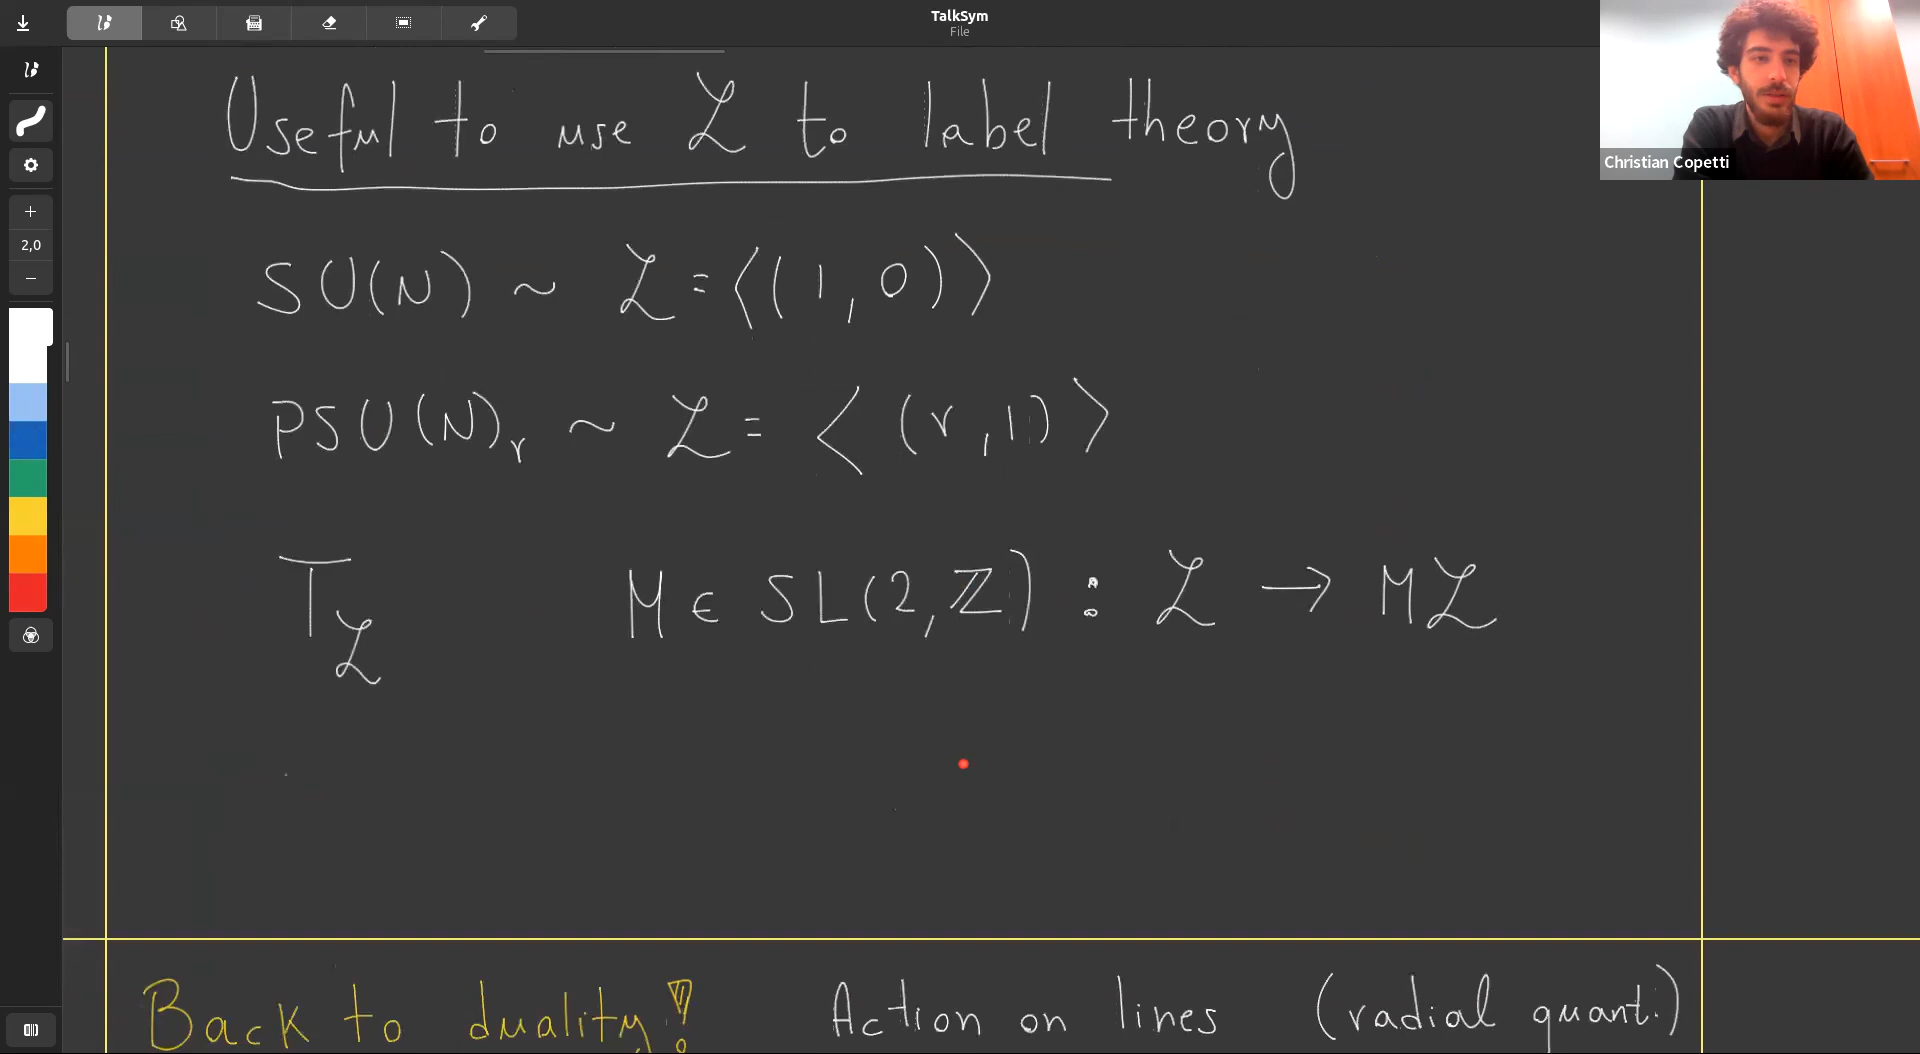 TalkSym
File
Christian Copetti
2,0
Useful to use ℒ to label theory
SU(N) ~ ℒ = ⟨(1,0)⟩
PSU(N)_r ~ ℒ = ⟨(r,1)⟩
T_ℒ M ∈ SL(2,ℤ) : ℒ → Mℒ
Back to duality! Action on lines (radial quant.)